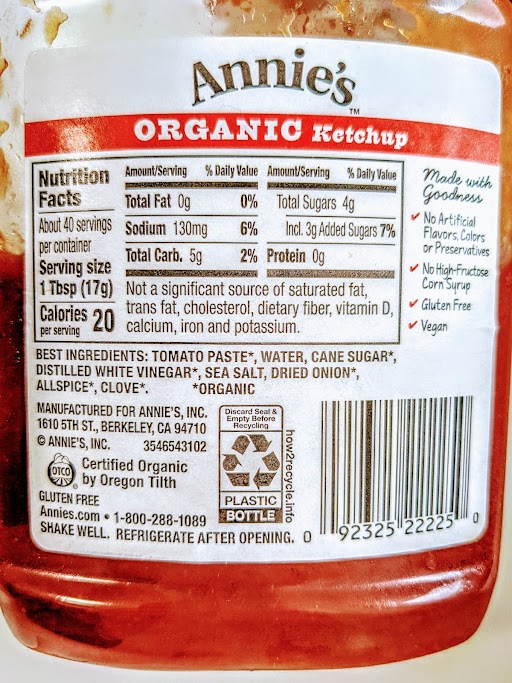 Annie's™
ORGANIC Ketchup
Nutrition
Facts
About 40 servings
per container
Serving size
1 Tbsp (17g)
Calories 20
per serving
Amount/Serving % Daily Value
Total Fat 0g 0%
Sodium 130mg 6%
Total Carb. 5g 2%
Amount/Serving % Daily Value
Total Sugars 4g
Incl. 3g Added Sugars 7%
Protein 0g
Not a significant source of saturated fat,
trans fat, cholesterol, dietary fiber, vitamin D,
calcium, iron and potassium.
Made with
Goodness
✓ No Artificial
Flavors, Colors
or Preservatives
✓ No High-Fructose
Corn Syrup
✓ Gluten Free
✓ Vegan
BEST INGREDIENTS: TOMATO PASTE*, WATER, CANE SUGAR*,
DISTILLED WHITE VINEGAR*, SEA SALT, DRIED ONION*,
ALLSPICE*, CLOVE*. *ORGANIC
MANUFACTURED FOR ANNIE'S, INC.
1610 5TH ST., BERKELEY, CA 94710
© ANNIE'S, INC. 3546543102
OTCO
Certified Organic
by Oregon Tilth
GLUTEN FREE
Annies.com • 1-800-288-1089
SHAKE WELL. REFRIGERATE AFTER OPENING.
Discard Seal &
Empty Before
Recycling
PLASTIC
BOTTLE
how2recycle.info
0 92325 22225 0